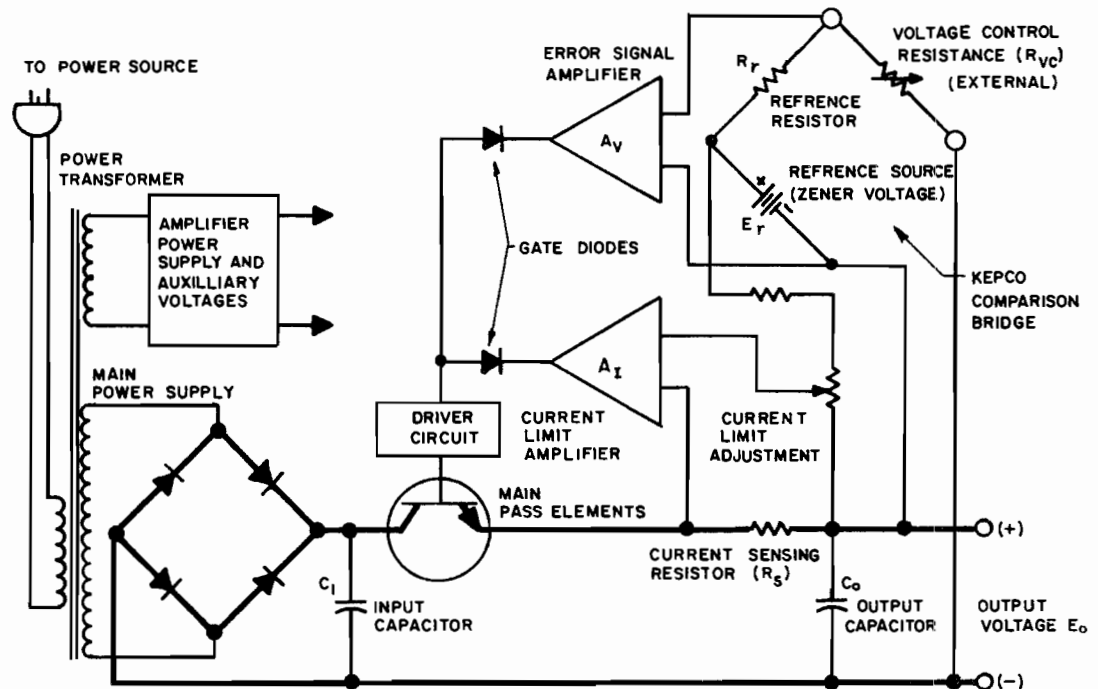 TO POWER SOURCE
POWER
TRANSFORMER
AMPLIFIER
POWER
SUPPLY AND
AUXILLIARY
VOLTAGES
MAIN
POWER SUPPLY
ERROR SIGNAL
AMPLIFIER
AV
GATE DIODES
AI
DRIVER
CIRCUIT
CURRENT
LIMIT
AMPLIFIER
Rr
REFRENCE
RESISTOR
VOLTAGE CONTROL
RESISTANCE (RVC)
(EXTERNAL)
REFRENCE SOURCE
(ZENER VOLTAGE)
+
-
Er
KEPCO
COMPARISON
BRIDGE
CURRENT
LIMIT
ADJUSTMENT
MAIN
PASS ELEMENTS
CURRENT SENSING
RESISTOR (RS)
C1
INPUT
CAPACITOR
Co
OUTPUT
CAPACITOR
(+)
OUTPUT
VOLTAGE Eo
(-)